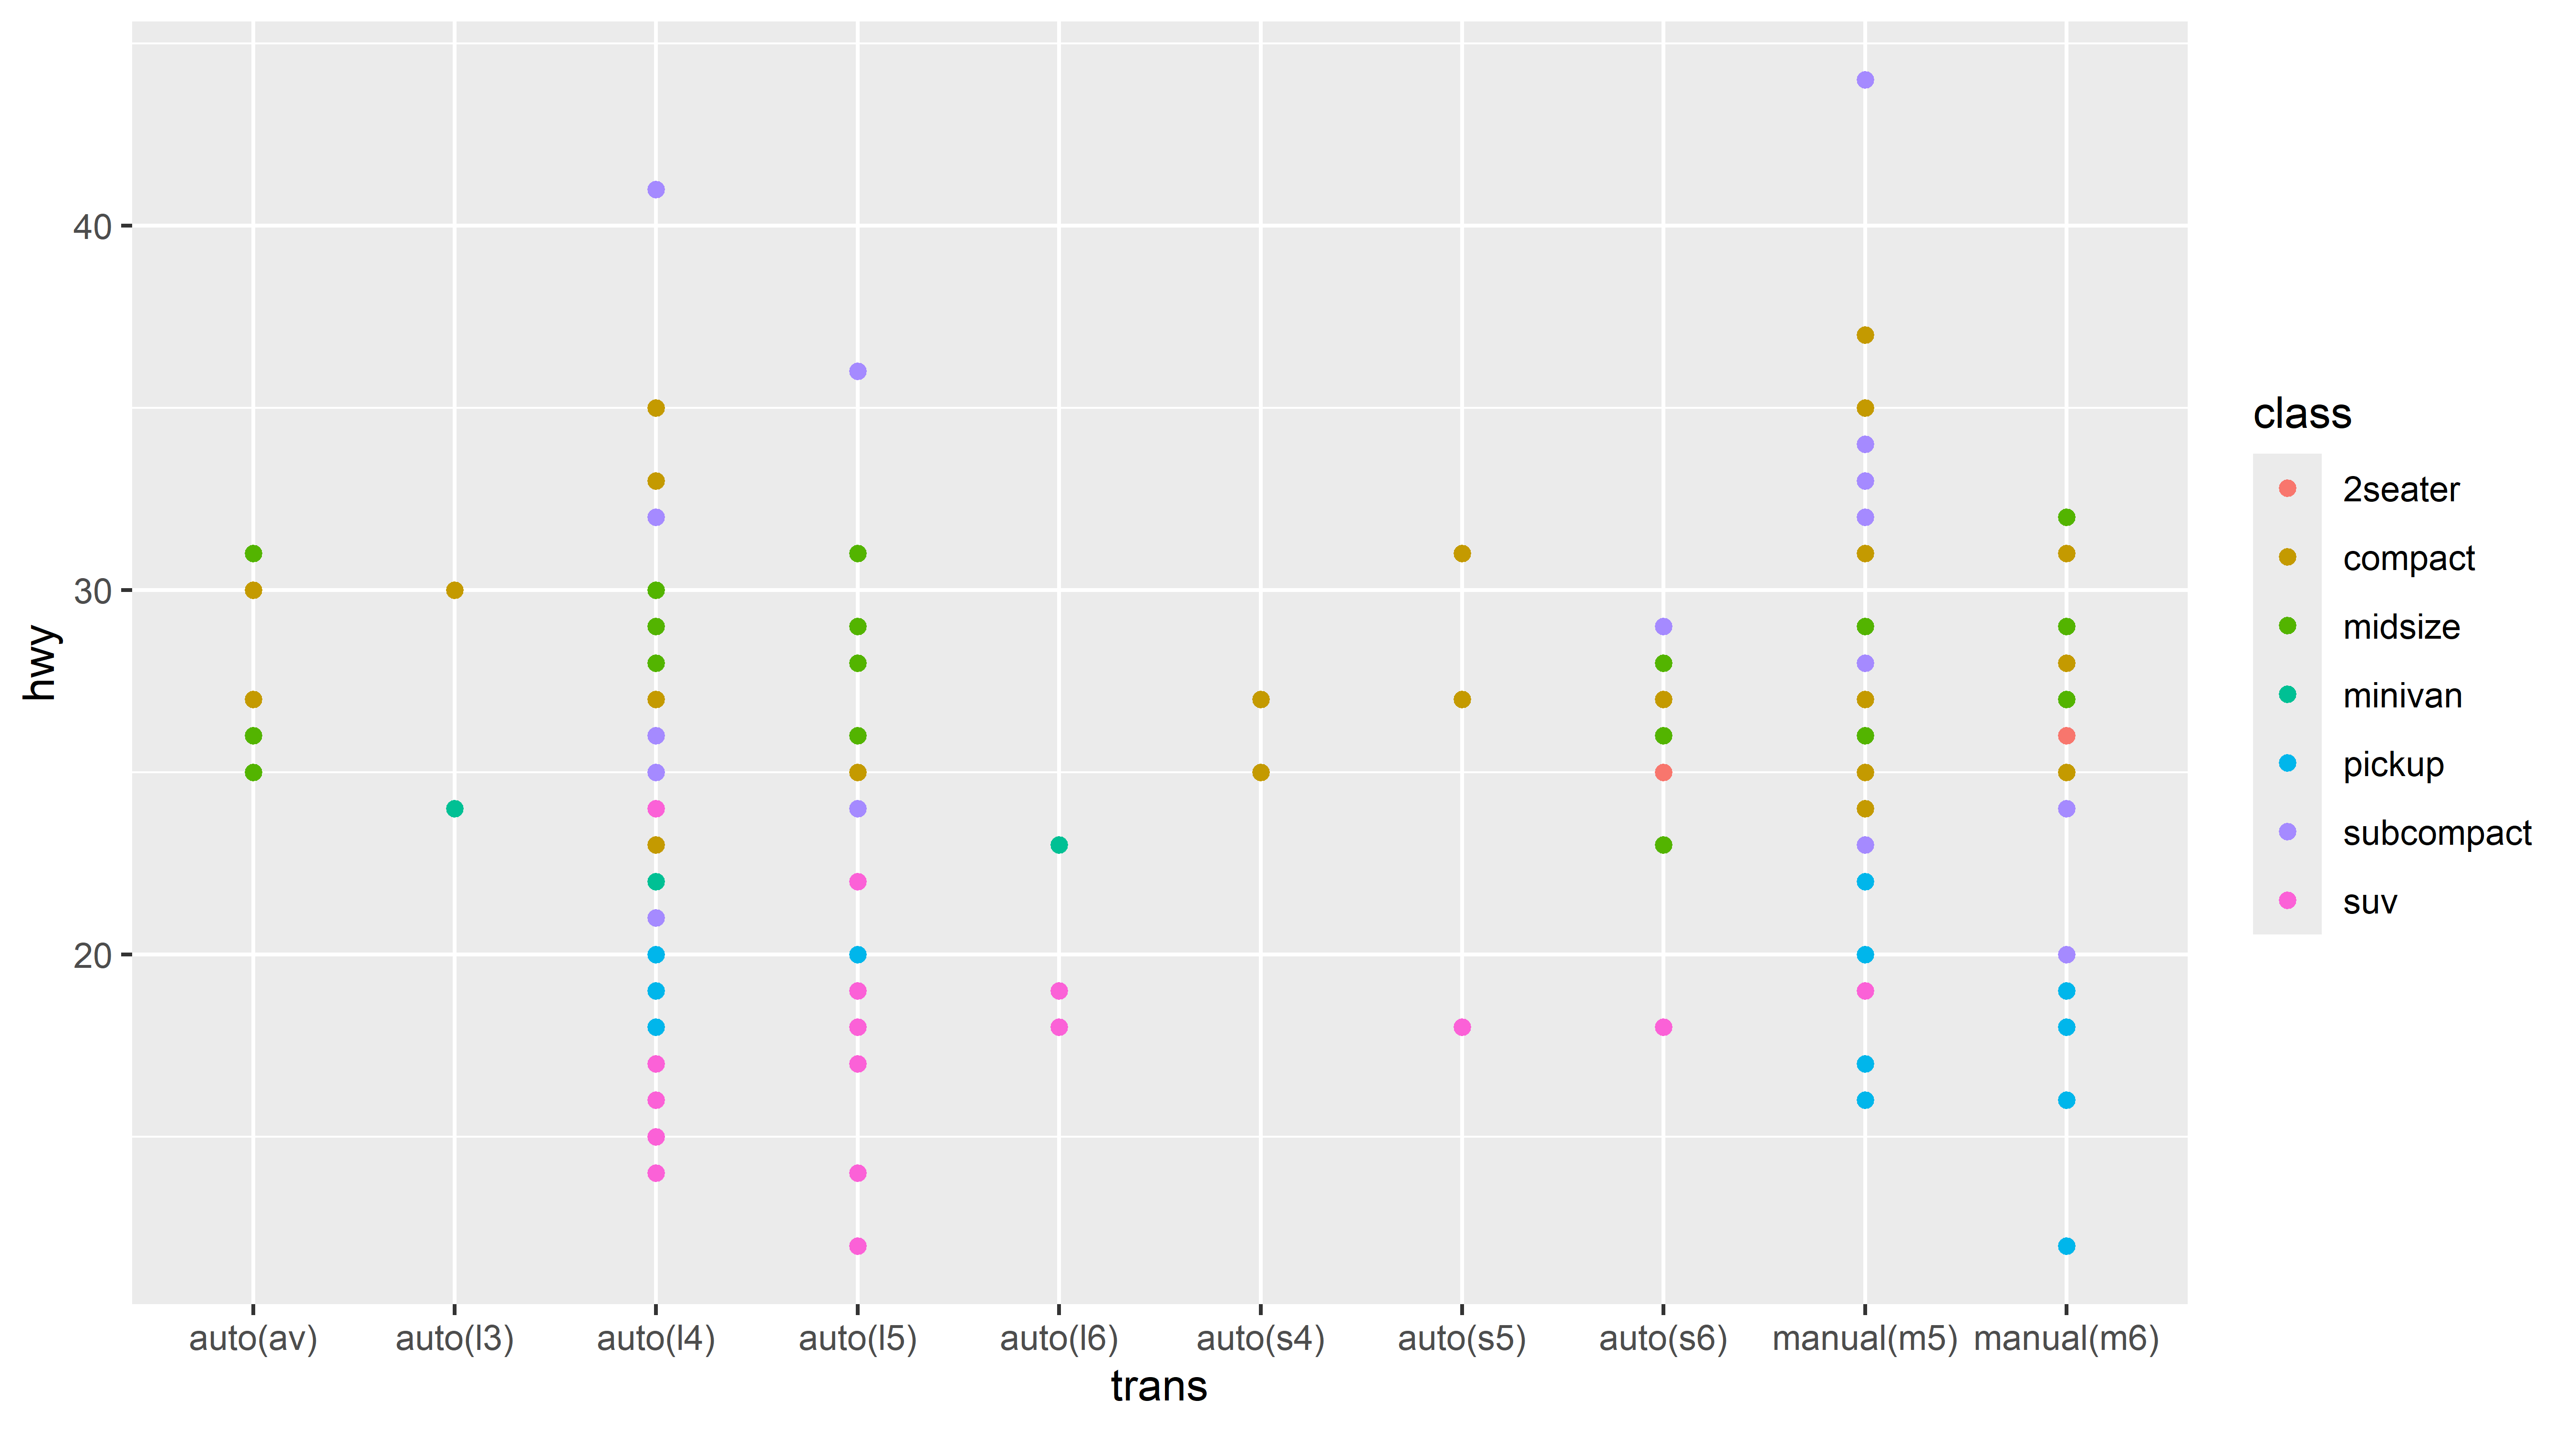 hwy
40
30
20
auto(av) auto(l3) auto(l4) auto(l5) auto(l6) auto(s4) auto(s5) auto(s6) manual(m5) manual(m6)
trans
class
2seater
compact
midsize
minivan
pickup
subcompact
suv